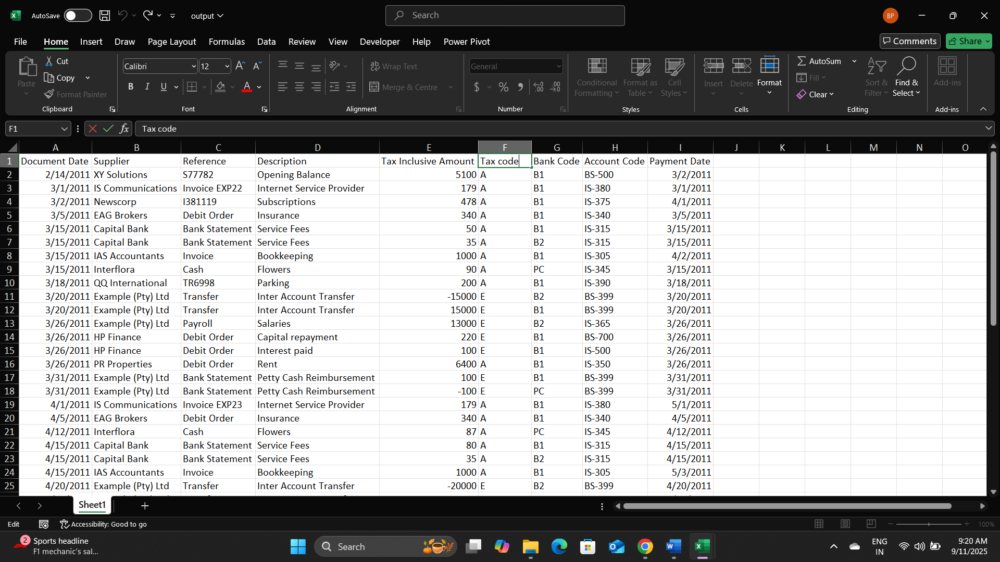 AutoSave
output
Search
BP
File Home Insert Draw Page Layout Formulas Data Review View Developer Help Power Pivot
Comments Share
Paste Cut Copy Format Painter
Clipboard
Calibri 12
B I U A
Font
Wrap Text
Merge & Centre
Alignment
General
$ % ,
Number
Conditional Formatting Format as Table Cell Styles
Styles
Insert Delete Format
Cells
AutoSum Fill Clear Sort & Filter Find & Select
Editing
Add-ins
Add-ins
F1 fx Tax code
A B C D E F G H I J K L M N O
1 Document Date Supplier Reference Description Tax Inclusive Amount Tax code Bank Code Account Code Payment Date
2 2/14/2011 XY Solutions S77782 Opening Balance 5100 A B1 BS-500 3/2/2011
3 3/1/2011 IS Communications Invoice EXP22 Internet Service Provider 179 A B1 IS-380 3/1/2011
4 3/2/2011 Newscorp I381119 Subscriptions 478 A B1 IS-375 4/1/2011
5 3/5/2011 EAG Brokers Debit Order Insurance 340 A B1 IS-340 3/5/2011
6 3/15/2011 Capital Bank Bank Statement Service Fees 50 A B1 IS-315 3/15/2011
7 3/15/2011 Capital Bank Bank Statement Service Fees 35 A B2 IS-315 3/15/2011
8 3/15/2011 IAS Accountants Invoice Bookkeeping 1000 A B1 IS-305 4/2/2011
9 3/15/2011 Interflora Cash Flowers 90 A PC IS-345 3/15/2011
10 3/18/2011 QQ International TR6998 Parking 200 A B1 IS-390 3/18/2011
11 3/20/2011 Example (Pty) Ltd Transfer Inter Account Transfer -15000 E B2 BS-399 3/20/2011
12 3/20/2011 Example (Pty) Ltd Transfer Inter Account Transfer 15000 E B1 BS-399 3/20/2011
13 3/26/2011 Example (Pty) Ltd Payroll Salaries 13000 E B2 IS-365 3/26/2011
14 3/26/2011 HP Finance Debit Order Capital repayment 220 E B1 BS-700 3/26/2011
15 3/26/2011 HP Finance Debit Order Interest paid 100 E B1 IS-500 3/26/2011
16 3/26/2011 PR Properties Debit Order Rent 6400 A B1 IS-350 3/26/2011
17 3/31/2011 Example (Pty) Ltd Bank Statement Petty Cash Reimbursement 100 E B1 BS-399 3/31/2011
18 3/31/2011 Example (Pty) Ltd Bank Statement Petty Cash Reimbursement -100 E PC BS-399 3/31/2011
19 4/1/2011 IS Communications Invoice EXP23 Internet Service Provider 179 A B1 IS-380 5/1/2011
20 4/5/2011 EAG Brokers Debit Order Insurance 340 A B1 IS-340 4/5/2011
21 4/12/2011 Interflora Cash Flowers 87 A PC IS-345 4/12/2011
22 4/15/2011 Capital Bank Bank Statement Service Fees 80 A B1 IS-315 4/15/2011
23 4/15/2011 Capital Bank Bank Statement Service Fees 35 A B2 IS-315 4/15/2011
24 4/15/2011 IAS Accountants Invoice Bookkeeping 1000 A B1 IS-305 5/3/2011
25 4/20/2011 Example (Pty) Ltd Transfer Inter Account Transfer -20000 E B2 BS-399 4/20/2011
Sheet1
Edit Accessibility: Good to go 100%
2 Sports headline
F1 mechanic's sal...
Search
ENG
IN
9:20 AM
9/11/2025